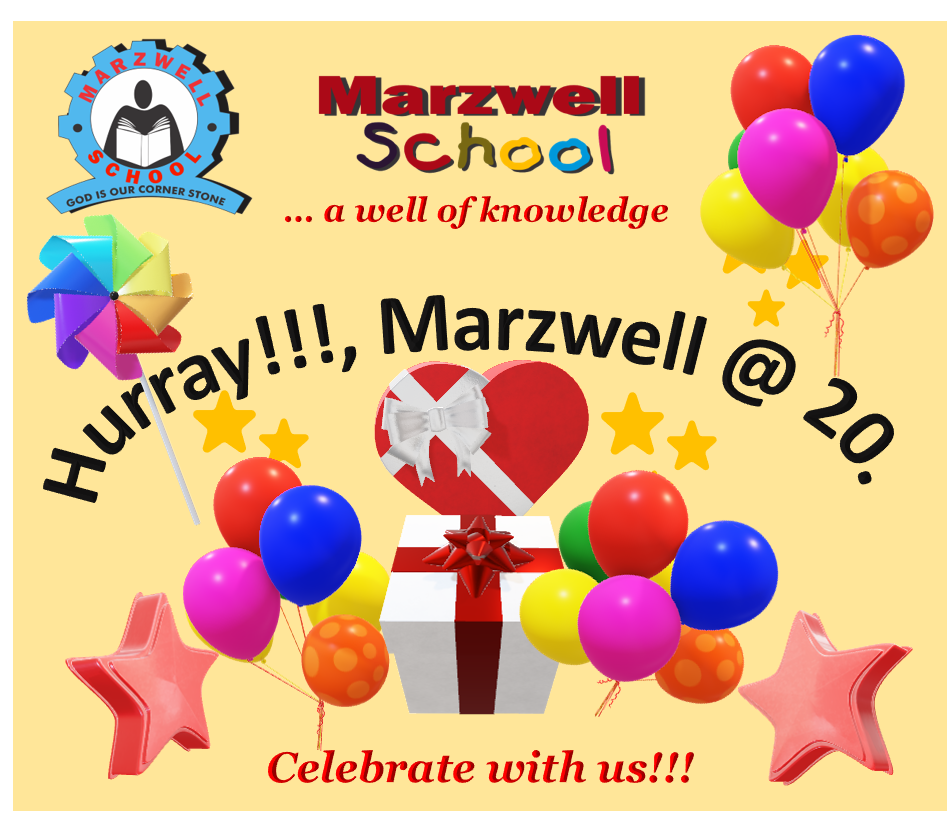 MARZWELL
SCHOOL
GOD IS OUR CORNER STONE
Marzwell
School
... a well of knowledge
Hurray!!!, Marzwell @ 20.
Celebrate with us!!!